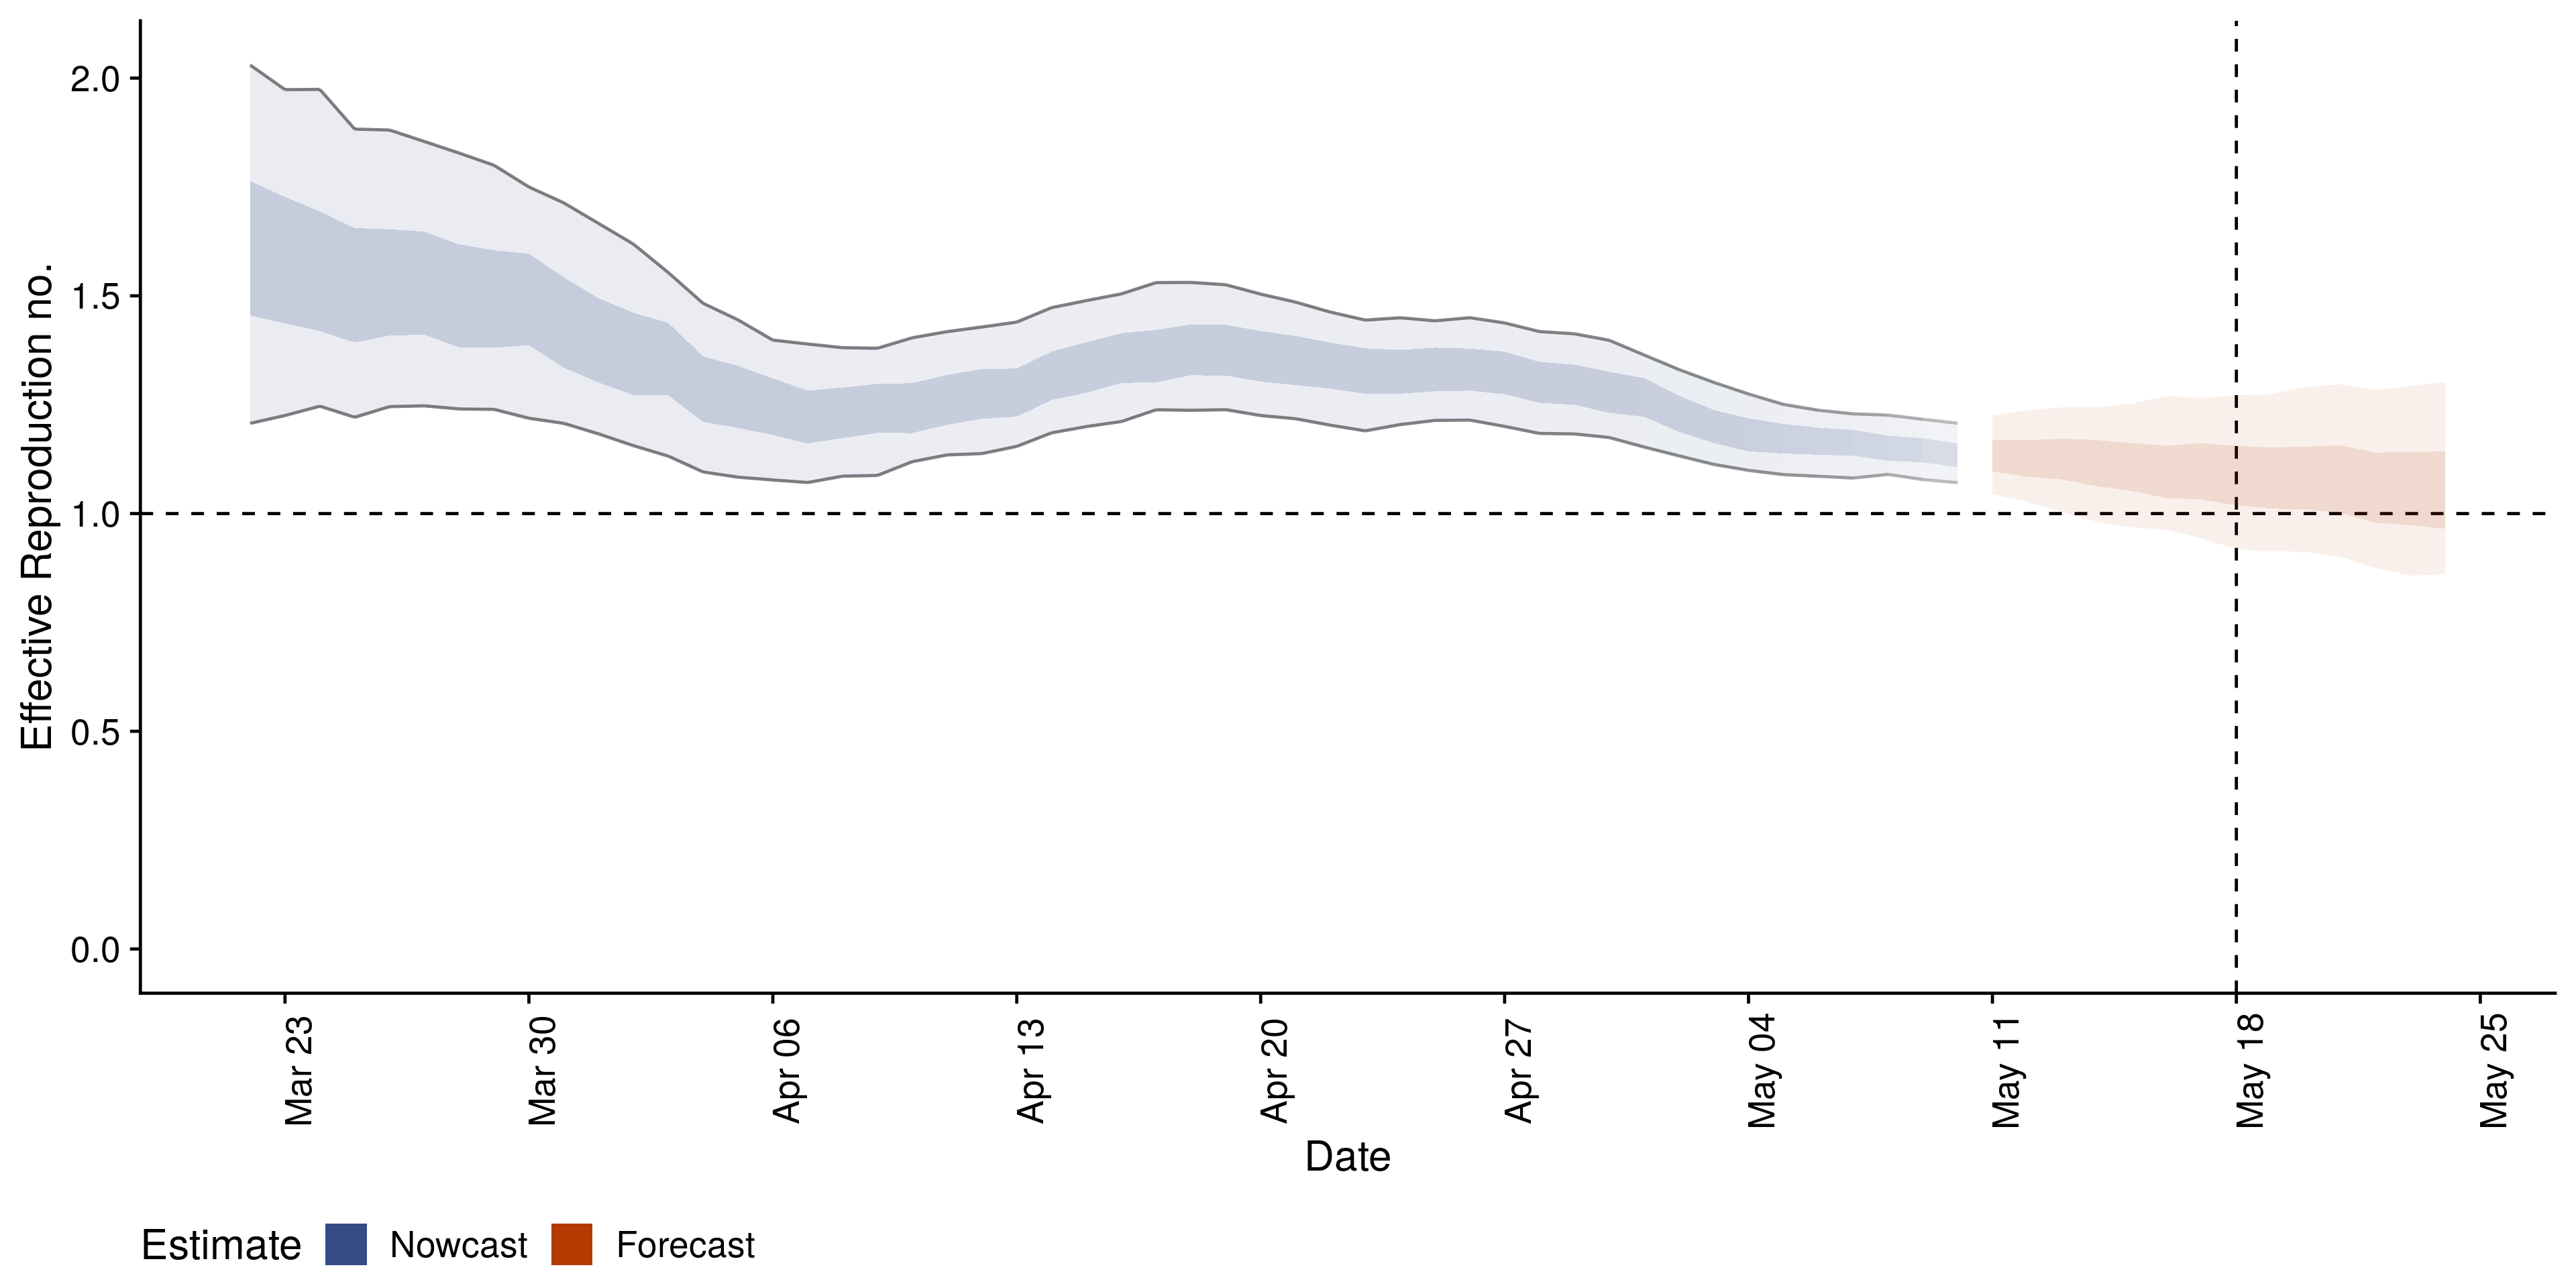 Effective Reproduction no.
2.0
1.5
1.0
0.5
0.0
Mar 23
Mar 30
Apr 06
Apr 13
Apr 20
Apr 27
May 04
May 11
May 18
May 25
Date
Estimate Nowcast Forecast